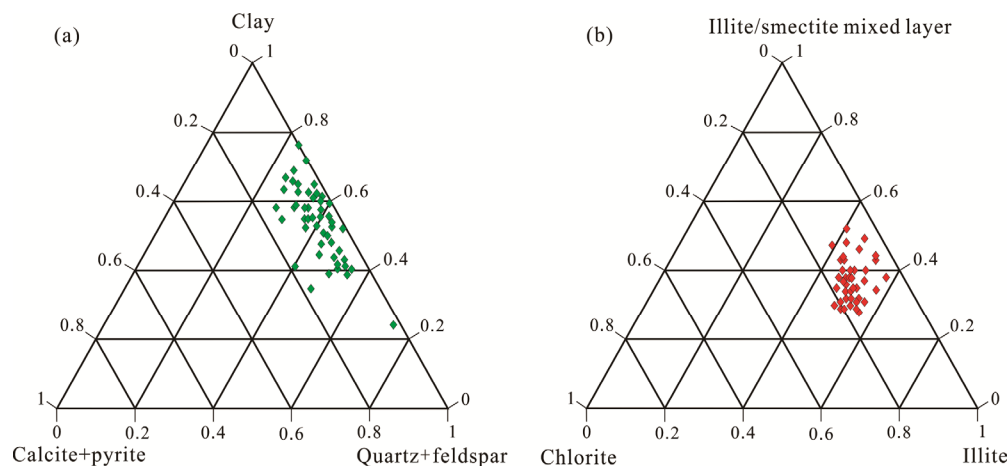 (a)
Clay
0 1
0.2 0.8
0.4 0.6
0.6 0.4
0.8 0.2
1 0
0 0.2 0.4 0.6 0.8 1
Calcite+pyrite Quartz+feldspar
(b)
Illite/smectite mixed layer
0 1
0.2 0.8
0.4 0.6
0.6 0.4
0.8 0.2
1 0
0 0.2 0.4 0.6 0.8 1
Chlorite Illite